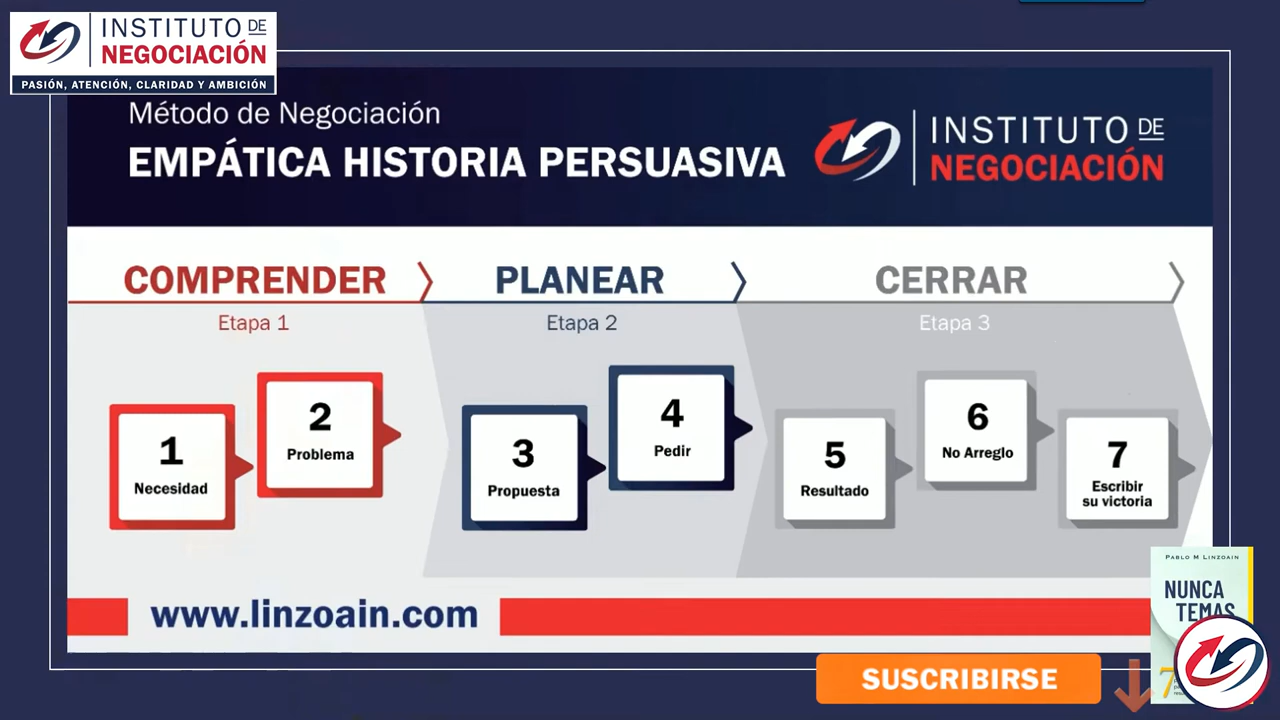 INSTITUTO DE
NEGOCIACIÓN
PASIÓN, ATENCIÓN, CLARIDAD Y AMBICIÓN
Método de Negociación
EMPÁTICA HISTORIA PERSUASIVA
INSTITUTO DE
NEGOCIACIÓN
COMPRENDER
PLANEAR
CERRAR
Etapa 1
Etapa 2
Etapa 3
1
Necesidad
2
Problema
3
Propuesta
4
Pedir
5
Resultado
6
No Arreglo
7
Escribir
su victoria
www.linzoain.com
PABLO M LINZOAIN
NUNCA
TEMAS
7
SUSCRIBIRSE